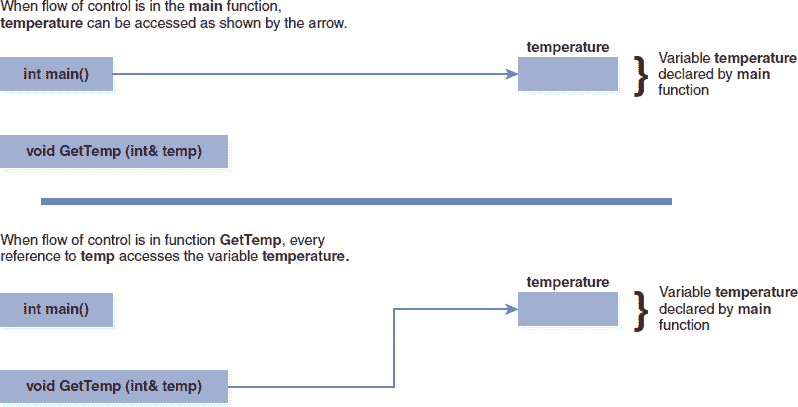 When flow of control is in the main function,
temperature can be accessed as shown by the arrow.
temperature
int main()
}
Variable temperature
declared by main
function
void GetTemp (int& temp)
When flow of control is in function GetTemp, every
reference to temp accesses the variable temperature.
temperature
int main()
}
Variable temperature
declared by main
function
void GetTemp (int& temp)